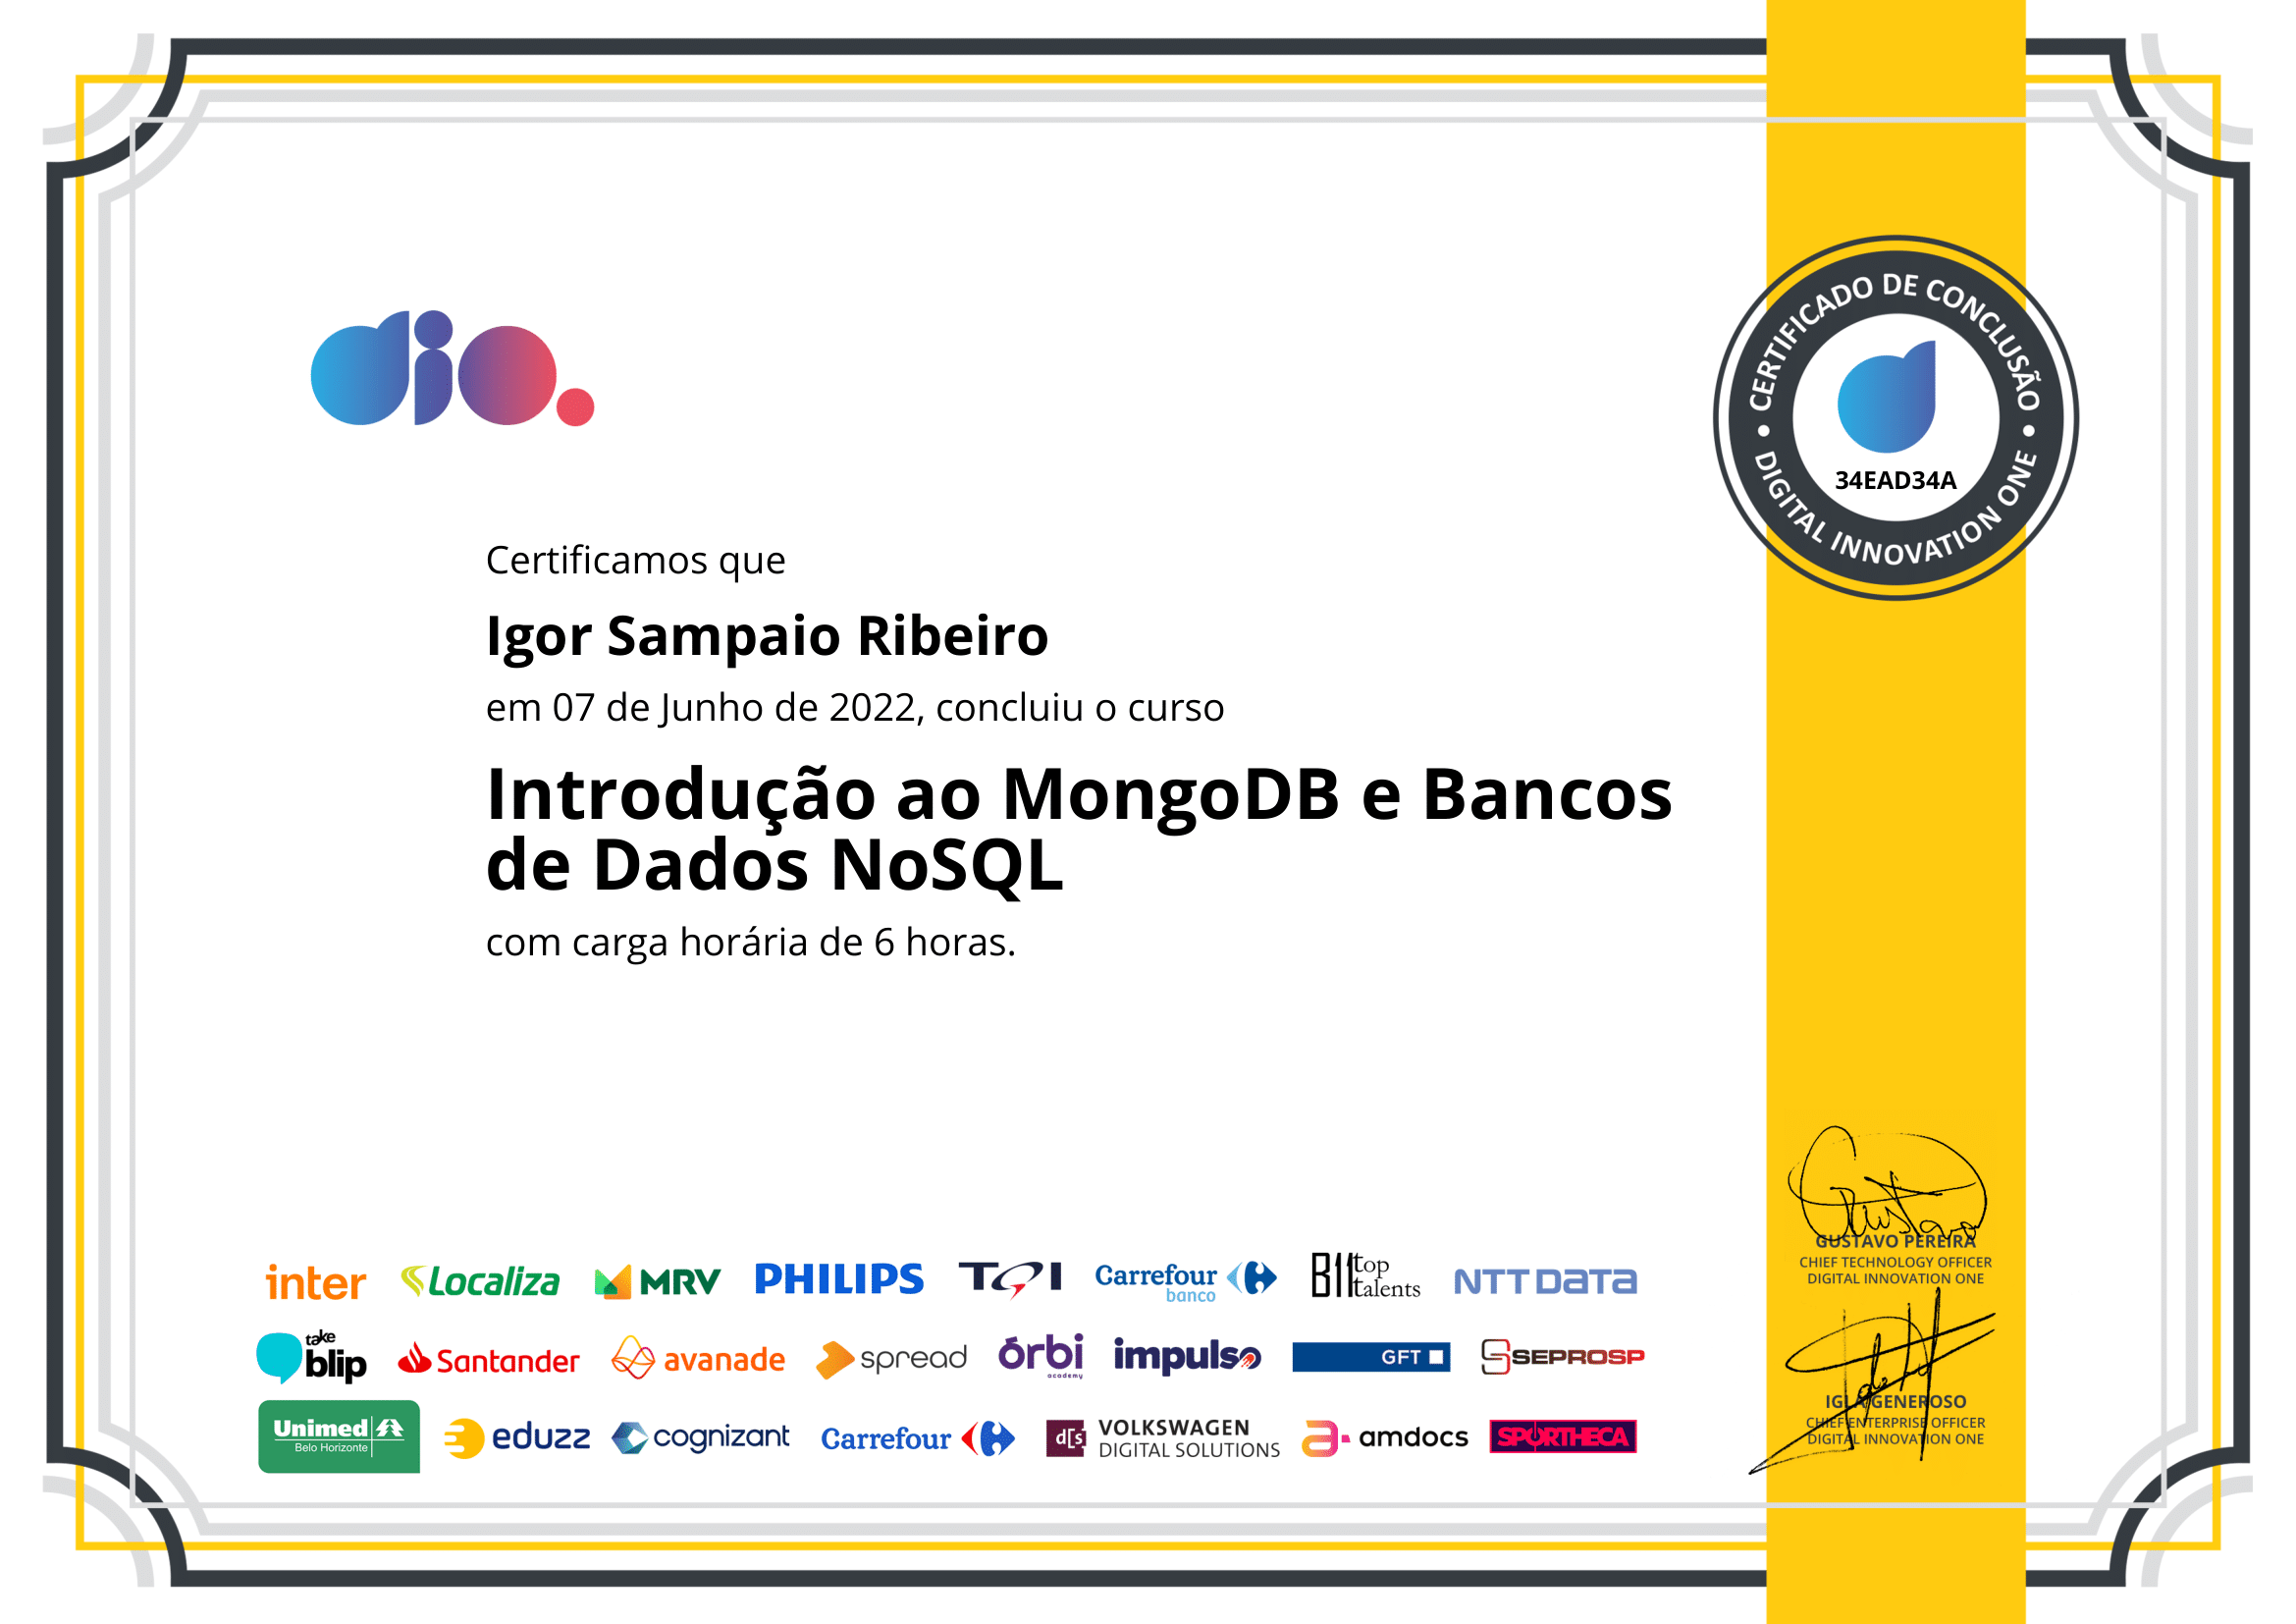 dio.
CERTIFICADO DE CONCLUSÃO
34EAD34A
DIGITAL INNOVATION ONE
Certificamos que
Igor Sampaio Ribeiro
em 07 de Junho de 2022, concluiu o curso
Introdução ao MongoDB e Bancos
de Dados NoSQL
com carga horária de 6 horas.
inter Localiza MRV PHILIPS TQI Carrefour banco B11 top talents NTT DATA
take blip Santander avanade spread órbi academy impulso GFT SEPROSP
Unimed Belo Horizonte eduzz cognizant Carrefour d[s] VOLKSWAGEN DIGITAL SOLUTIONS a amdocs SPORTHECA
Gustavo
GUSTAVO PEREIRA
CHIEF TECHNOLOGY OFFICER
DIGITAL INNOVATION ONE
IGLÁ GENEROSO
CHIEF ENTERPRISE OFFICER
DIGITAL INNOVATION ONE